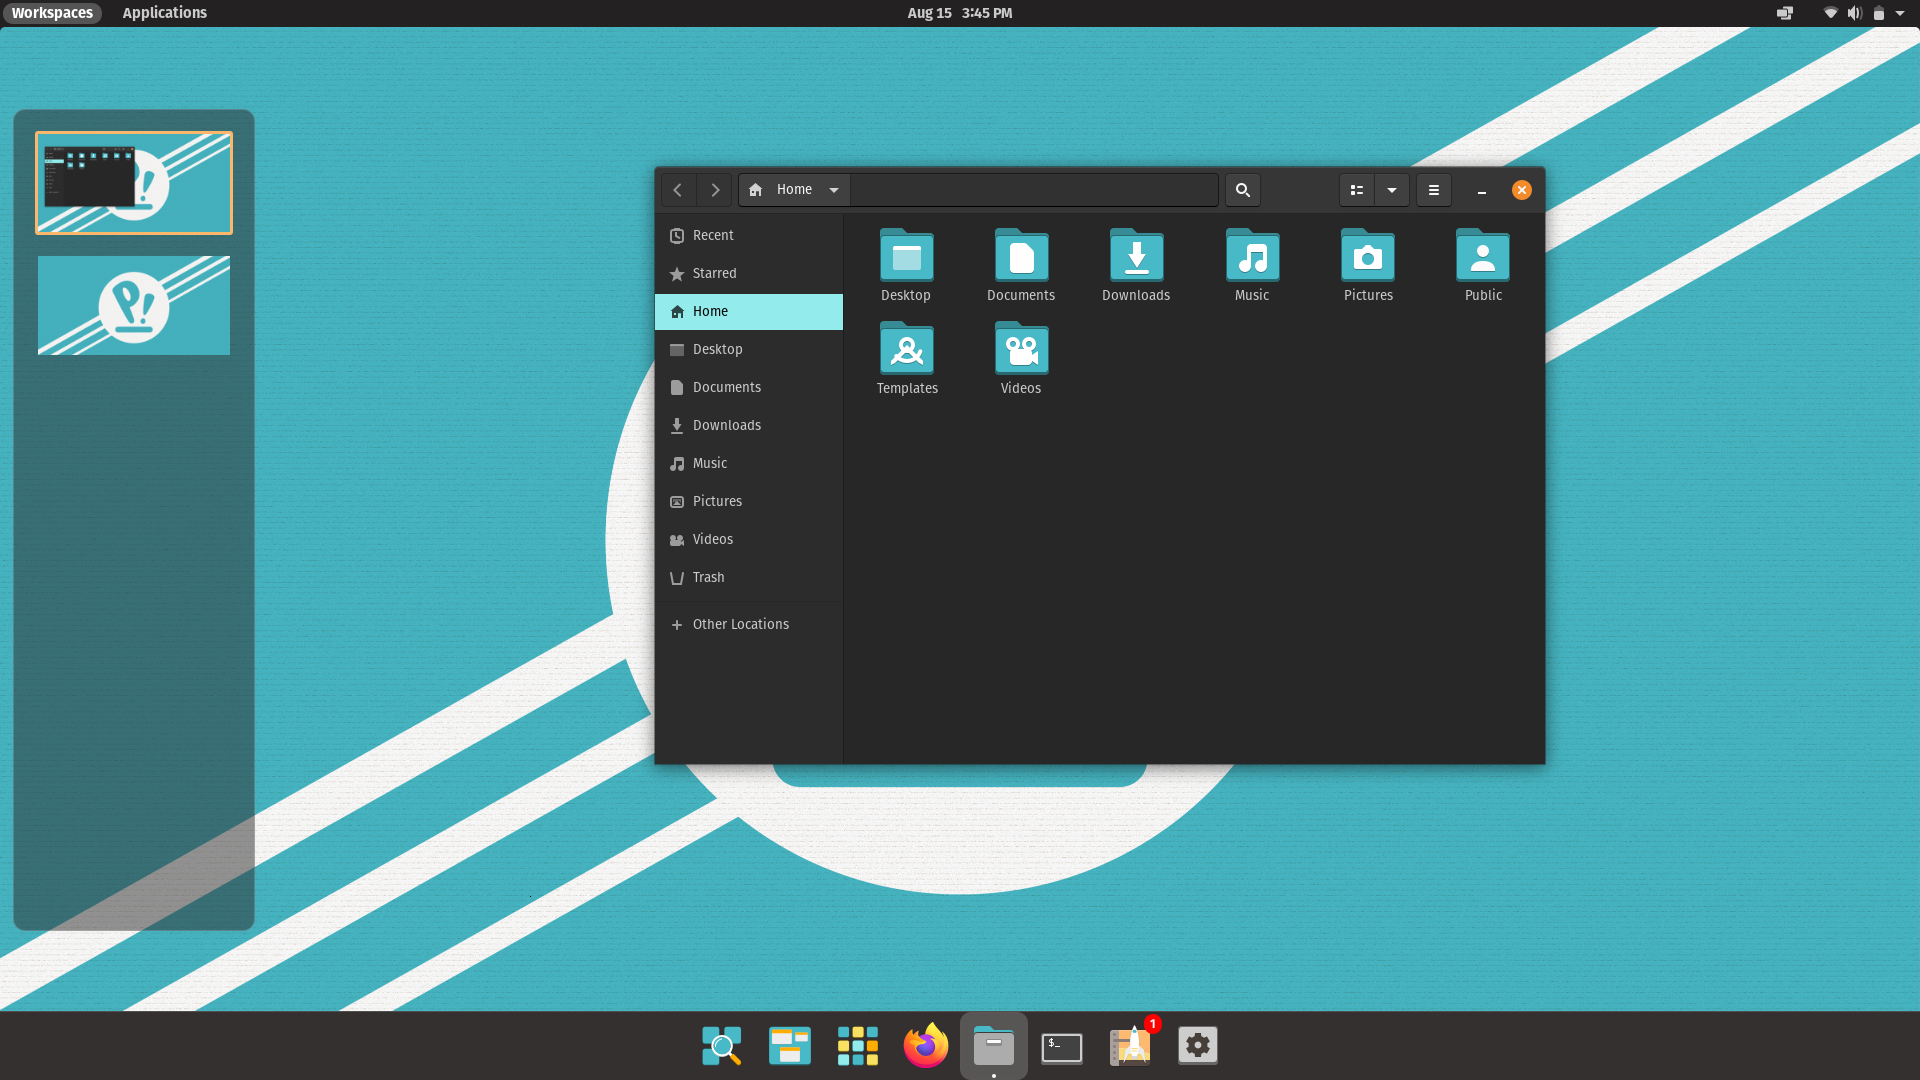 Workspaces Applications Aug 15 3:45 PM
Home
Recent
Starred
Home
Desktop
Documents
Downloads
Music
Pictures
Videos
Trash
Other Locations
Desktop Documents Downloads Music Pictures Public
Templates Videos
P!
$_
1